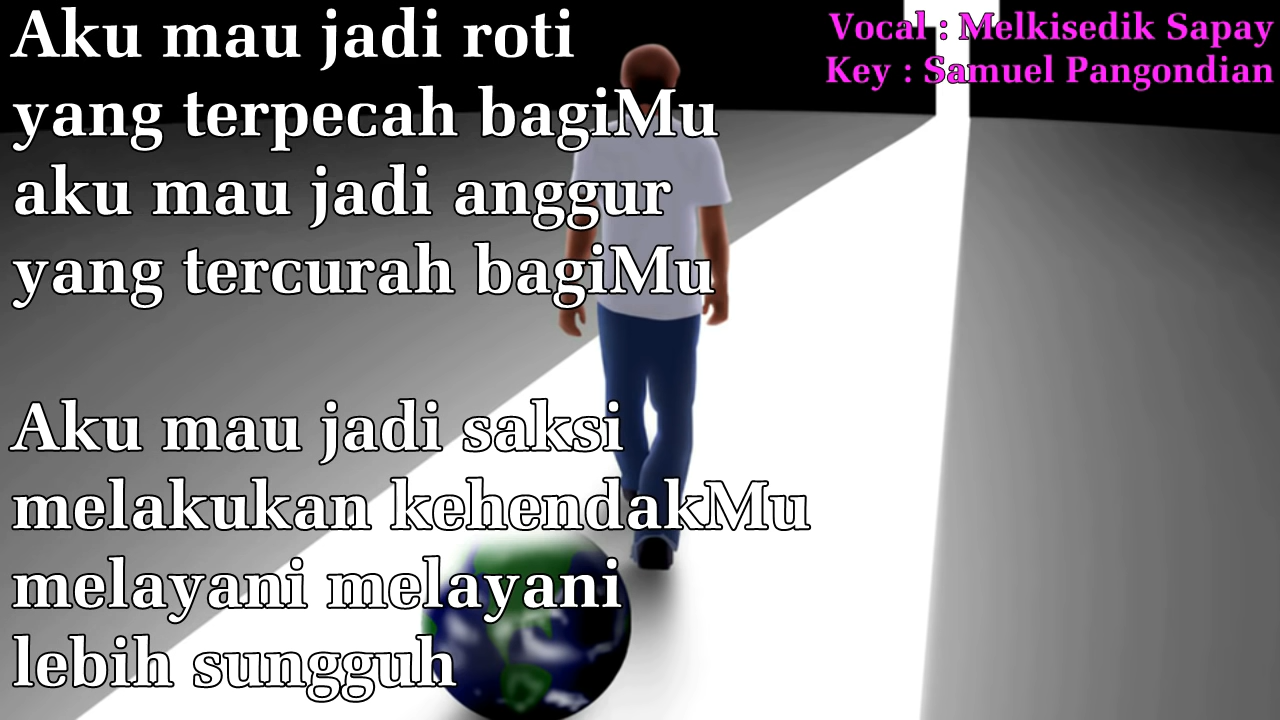 Aku mau jadi roti
yang terpecah bagiMu
aku mau jadi anggur
yang tercurah bagiMu
Aku mau jadi saksi
melakukan kehendakMu
melayani melayani
lebih sungguh
Vocal : Melkisedik Sapay
Key : Samuel Pangondian